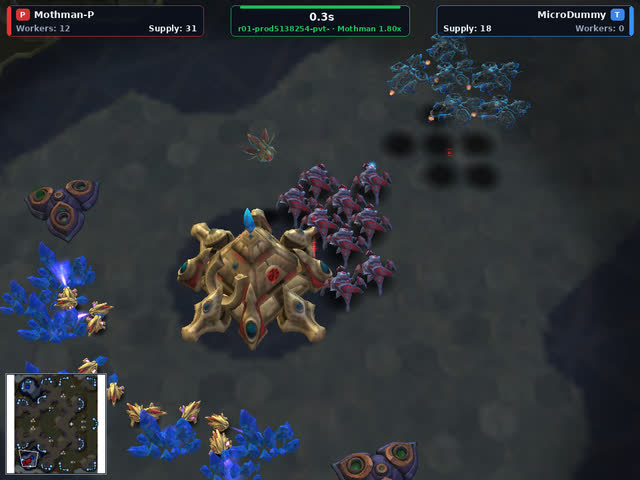 P Mothman-P
Workers: 12 Supply: 31
0.3s
r01-prod5138254-pvt- · Mothman 1.80x
MicroDummy T
Supply: 18 Workers: 0